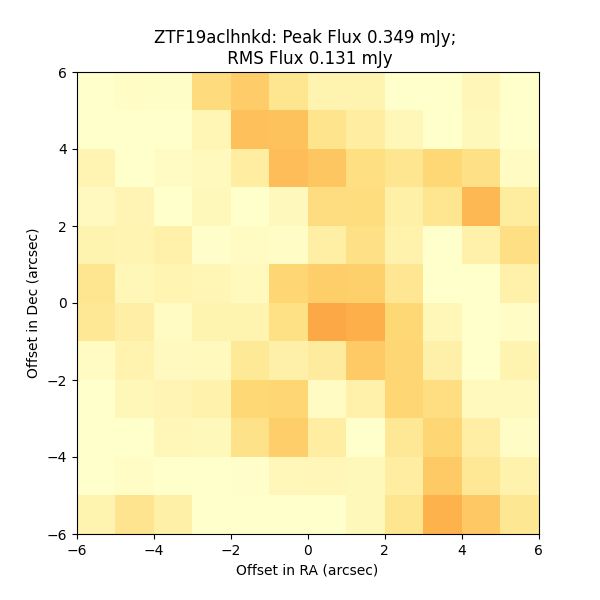 ZTF19aclhnkd: Peak Flux 0.349 mJy;
RMS Flux 0.131 mJy
6
4
2
0
−2
−4
−6
Offset in Dec (arcsec)
−6 −4 −2 0 2 4 6
Offset in RA (arcsec)